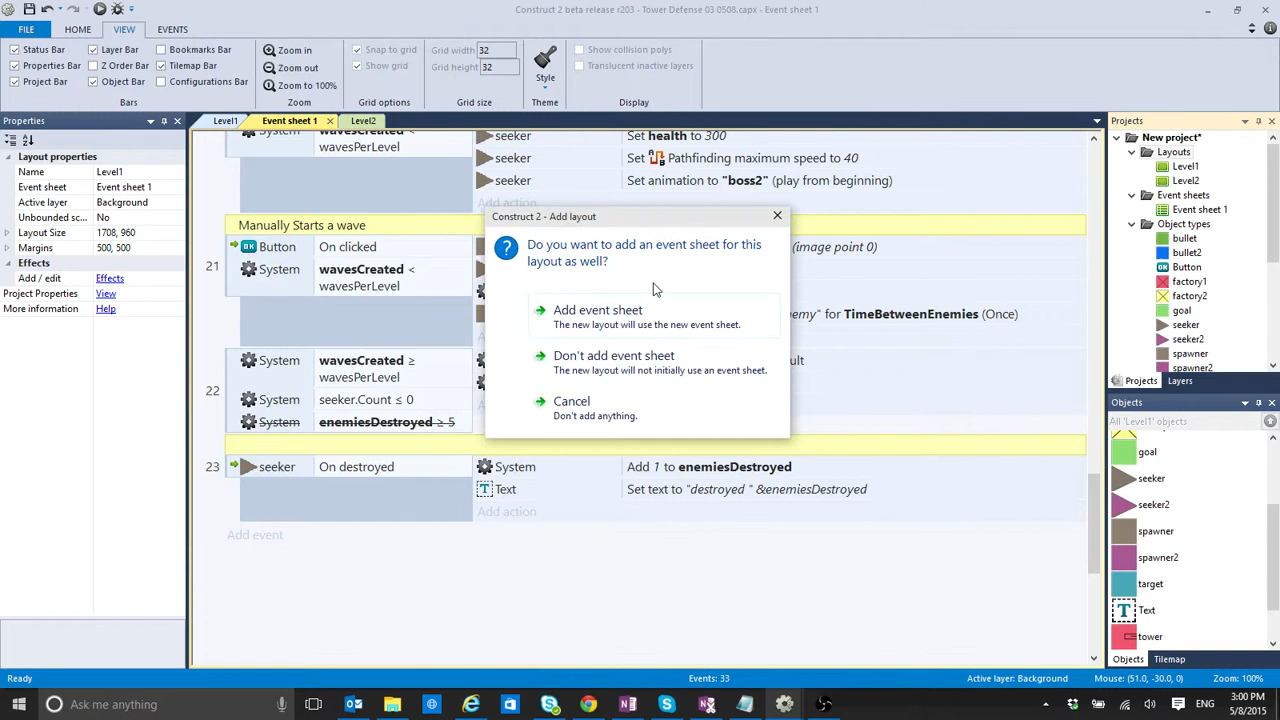 Construct 2 beta release r203 - Tower Defense 03 0508.capx - Event sheet 1
FILE HOME VIEW EVENTS
Status Bar Layer Bar Bookmarks Bar
Properties Bar Z Order Bar Tilemap Bar
Project Bar Object Bar Configurations Bar
Bars
Zoom in
Zoom out
Zoom to 100%
Zoom
Snap to grid
Show grid
Grid options
Grid width 32
Grid height 32
Grid size
Style
Theme
Show collision polys
Translucent inactive layers
Display
Properties
Layout properties
Name Level1
Event sheet Event sheet 1
Active layer Background
Unbounded sc... No
Layout Size 1708, 960
Margins 500, 500
Effects
Add / edit Effects
Project Properties View
More information Help
Level1 Event sheet 1 Level2
System wavesCreated <
wavesPerLevel
seeker Set health to 300
seeker Set Pathfinding maximum speed to 40
seeker Set animation to "boss2" (play from beginning)
Add action
Manually Starts a wave
21
Button On clicked
System wavesCreated <
wavesPerLevel
(image point 0)
emy" for TimeBetweenEnemies (Once)
22
System wavesCreated ≥
wavesPerLevel
System seeker.Count ≤ 0
System enemiesDestroyed ≥ 5
ult
23
seeker On destroyed
System Add 1 to enemiesDestroyed
Text Set text to "destroyed " &enemiesDestroyed
Add action
Add event
Construct 2 - Add layout
Do you want to add an event sheet for this
layout as well?
Add event sheet
The new layout will use the new event sheet.
Don't add event sheet
The new layout will not initially use an event sheet.
Cancel
Don't add anything.
Projects
New project*
Layouts
Level1
Level2
Event sheets
Event sheet 1
Object types
bullet
bullet2
OK Button
factory1
factory2
goal
seeker
seeker2
spawner
spawner2
Projects Layers
Objects
All 'Level1' objects
goal
seeker
seeker2
spawner
spawner2
target
T Text
tower
Objects Tilemap
Ready
Events: 33
Active layer: Background
Mouse: (51.0, -30.0, 0)
Zoom: 100%
Ask me anything
ENG
3:00 PM
5/8/2015